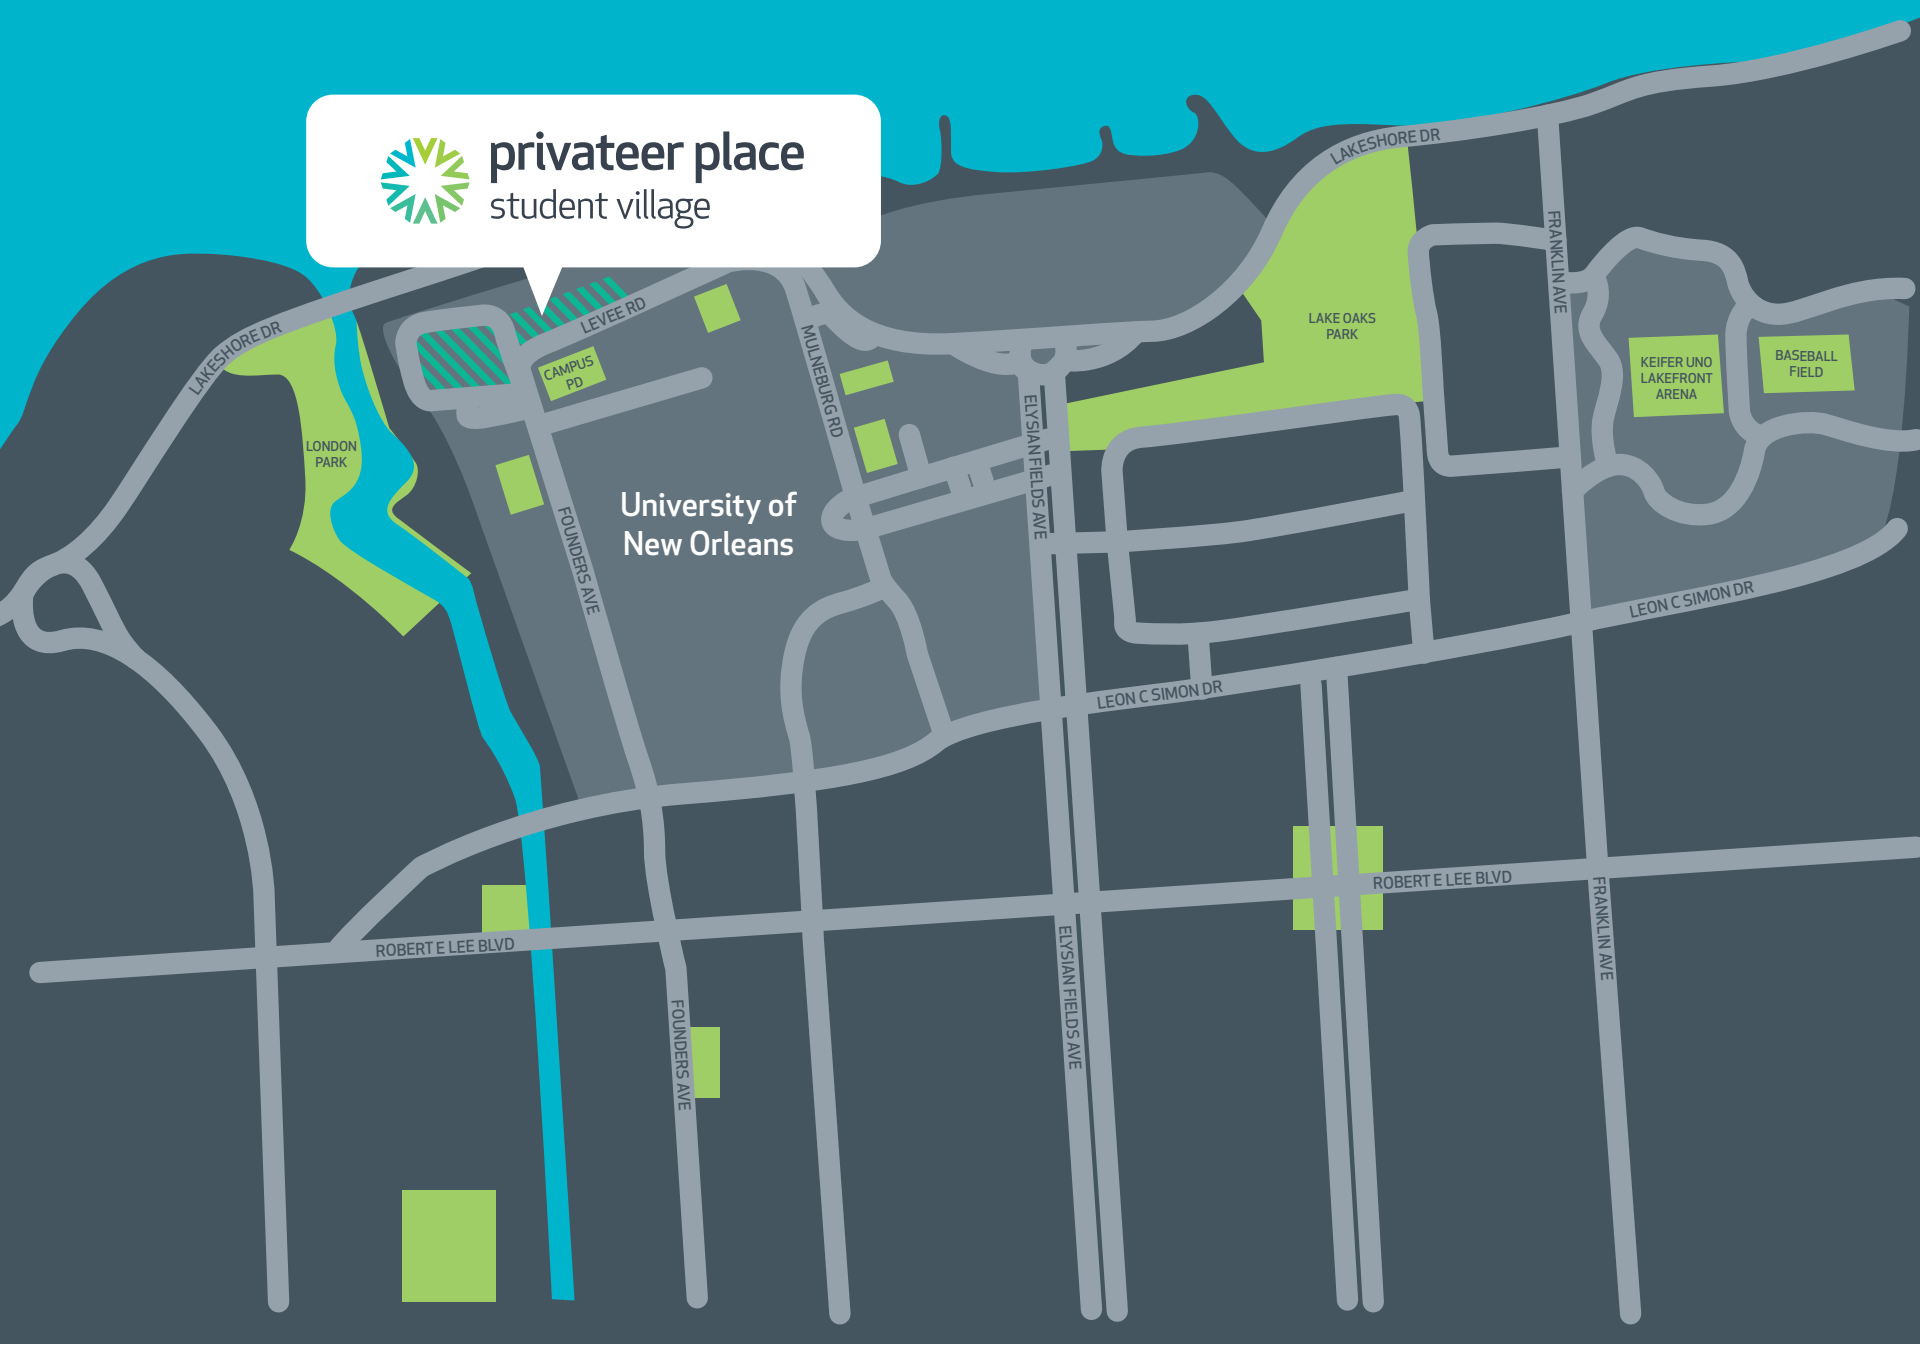 privateer place
student village
LAKESHORE DR
LAKESHORE DR
LEVEE RD
CAMPUS
PD
MULNEBURG RD
FRANKLIN AVE
LAKE OAKS
PARK
KEIFER UNO
LAKEFRONT
ARENA
BASEBALL
FIELD
LONDON
PARK
ELYSIAN FIELDS AVE
University of
New Orleans
FOUNDERS AVE
LEON C SIMON DR
LEON C SIMON DR
ROBERT E LEE BLVD
ROBERT E LEE BLVD
FRANKLIN AVE
ELYSIAN FIELDS AVE
FOUNDERS AVE